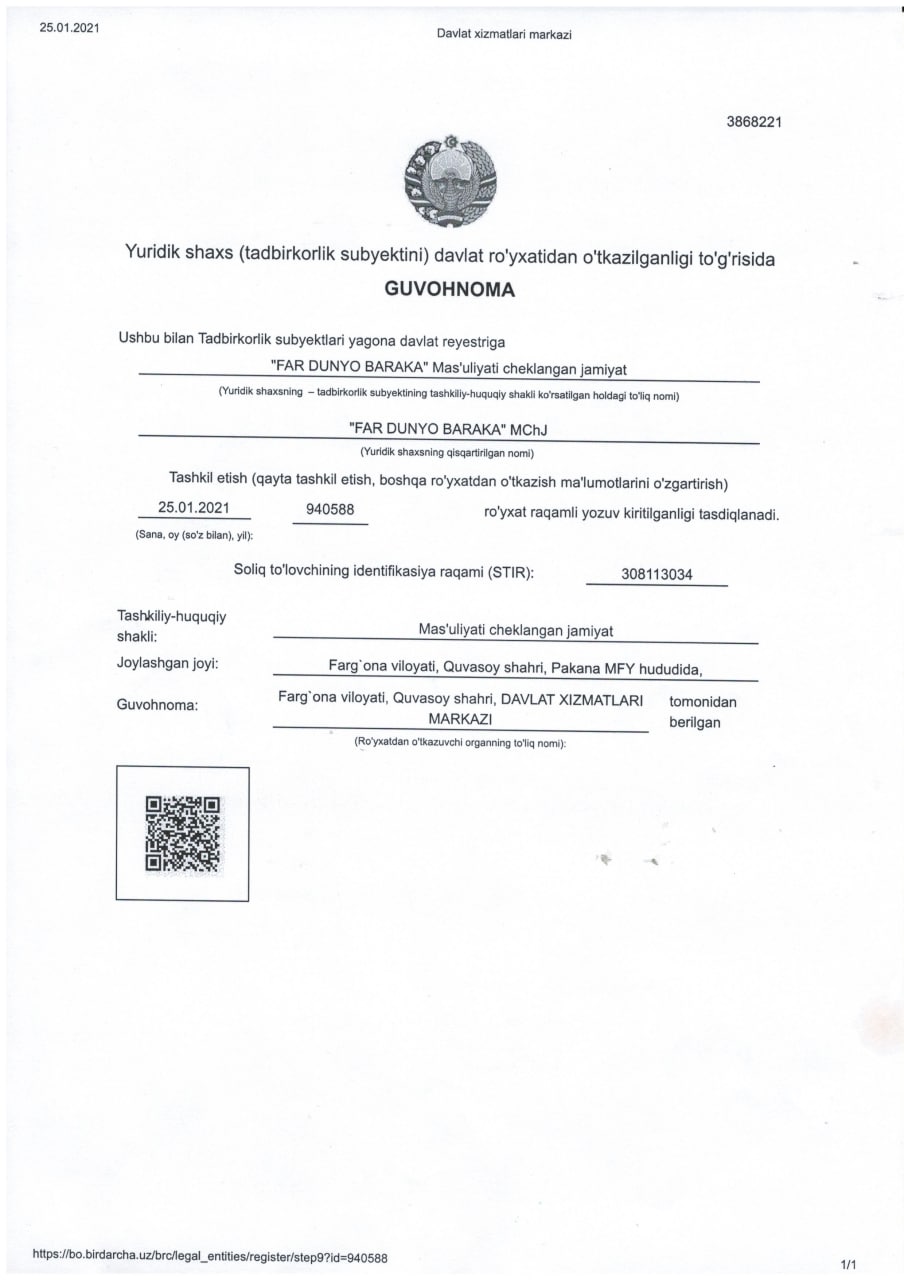 25.01.2021
Davlat xizmatlari markazi
3868221
Yuridik shaxs (tadbirkorlik subyektini) davlat ro'yxatidan o'tkazilganligi to'g'risida
GUVOHNOMA
Ushbu bilan Tadbirkorlik subyektlari yagona davlat reyestriga
"FAR DUNYO BARAKA" Mas'uliyati cheklangan jamiyat
(Yuridik shaxsning – tadbirkorlik subyektining tashkiliy-huquqiy shakli ko'rsatilgan holdagi to'liq nomi)
"FAR DUNYO BARAKA" MChJ
(Yuridik shaxsning qisqartirilgan nomi)
Tashkil etish (qayta tashkil etish, boshqa ro'yxatdan o'tkazish ma'lumotlarini o'zgartirish)
25.01.2021 940588 ro'yxat raqamli yozuv kiritilganligi tasdiqlanadi.
(Sana, oy (so'z bilan), yil):
Soliq to'lovchining identifikasiya raqami (STIR): 308113034
Tashkiliy-huquqiy
shakli: Mas'uliyati cheklangan jamiyat
Joylashgan joyi: Farg`ona viloyati, Quvasoy shahri, Pakana MFY hududida,
Guvohnoma: Farg`ona viloyati, Quvasoy shahri, DAVLAT XIZMATLARI tomonidan
MARKAZI berilgan
(Ro'yxatdan o'tkazuvchi organning to'liq nomi):
https://bo.birdarcha.uz/brc/legal_entities/register/step9?id=940588
1/1